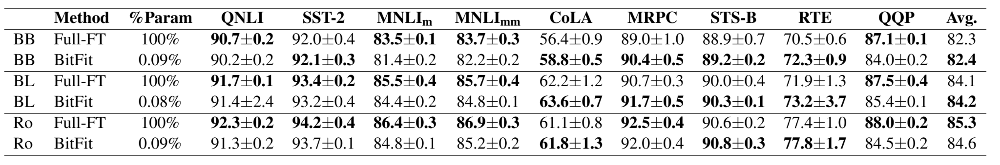 Method %Param QNLI SST-2 MNLIm MNLImm CoLA MRPC STS-B RTE QQP Avg.
BB Full-FT 100% 90.7±0.2 92.0±0.4 83.5±0.1 83.7±0.3 56.4±0.9 89.0±1.0 88.9±0.7 70.5±0.6 87.1±0.1 82.3
BB BitFit 0.09% 90.2±0.2 92.1±0.3 81.4±0.2 82.2±0.2 58.8±0.5 90.4±0.5 89.2±0.2 72.3±0.9 84.0±0.2 82.4
BL Full-FT 100% 91.7±0.1 93.4±0.2 85.5±0.4 85.7±0.4 62.2±1.2 90.7±0.3 90.0±0.4 71.9±1.3 87.5±0.4 84.1
BL BitFit 0.08% 91.4±2.4 93.2±0.4 84.4±0.2 84.8±0.1 63.6±0.7 91.7±0.5 90.3±0.1 73.2±3.7 85.4±0.1 84.2
Ro Full-FT 100% 92.3±0.2 94.2±0.4 86.4±0.3 86.9±0.3 61.1±0.8 92.5±0.4 90.6±0.2 77.4±1.0 88.0±0.2 85.3
Ro BitFit 0.09% 91.3±0.2 93.7±0.1 84.8±0.1 85.2±0.2 61.8±1.3 92.0±0.4 90.8±0.3 77.8±1.7 84.5±0.2 84.6